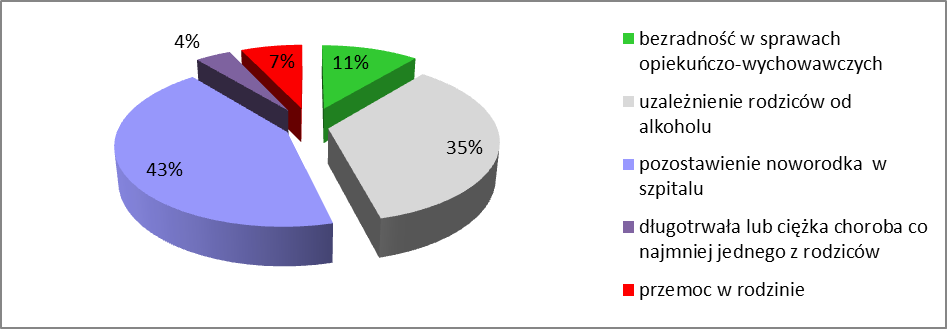 4%
7%
11%
35%
43%
bezradność w sprawach
opiekuńczo-wychowawczych
uzależnienie rodziców od
alkoholu
pozostawienie noworodka  w
szpitalu
długotrwała lub ciężka choroba co
najmniej jednego z rodziców
przemoc w rodzinie